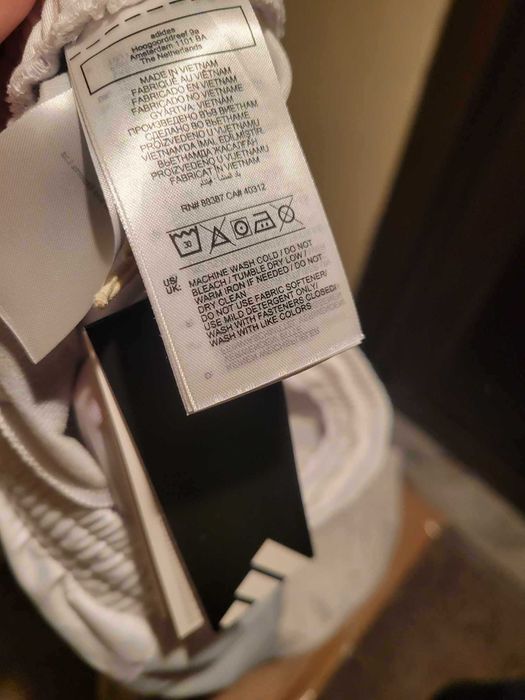 adidas
Hoogoorddreef 9a
Amsterdam 1101 BA
The Netherlands
MADE IN VIETNAM
FABRIQUÉ AU VIÊTNAM
FABRICADO EN VIETNAM
FABRICADO NO VIETNAME
GYÁRTVA VIETNAM
ПРОИЗВЕДЕНО ВЪВ ВИЕТНАМ
СДЕЛАНО ВО ВЬЕТНАМЕ
PROIZVEDENO U VIJETNAMU
VIETNAM'DA İMAL EDİLMİŞTİR.
ВЬЕТНАМДА ЖАСАЛҒАН
PROIZVEDENO U VIJETNAMU
FABRICAT IN VIETNAM
RN# 90387 CA# 40312
30
US/ MACHINE WASH COLD / DO NOT
UK: BLEACH / TUMBLE DRY LOW /
WARM IRON IF NEEDED / DO NOT
DRY CLEAN
DO NOT USE FABRIC SOFTENER/
USE MILD DETERGENT ONLY/
WASH WITH FASTENERS CLOSED/
WASH WITH LIKE COLORS